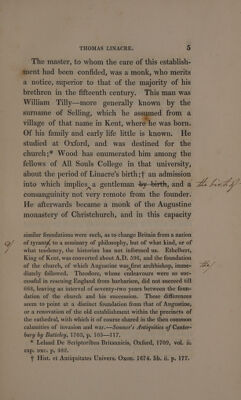 THOMAS LINACRE. 5
The master, to whom the care of this establish-
ment had been confided, was a monk, who merits
a notice, superior to that of the majority of his
brethren in the fifteenth century. This man was
William Tilly—more generally known by the
surname of Selling, which he assumed from a
village of that name in Kent, where he was born.
Of his family and early life little is known. He
studied at Oxford, and was destined for the
church;* Wood has enumerated him among the
fellows of All Souls College in that university,
about the period of Linacre's birth;† an admission
into which implies a gentleman by birth, and a
consanguinity not very remote from the founder.
He afterwards became a monk of the Augustine
monastery of Christchurch, and in this capacity
similar foundations were such, as to change Britain from a nation
of tyrants, to a seminary of philosophy, but of what kind, or of
what tendency, the historian has not informed us. Ethelbert,
King of Kent, was converted about A.D. 596, and the foundation
of the church, of which Augustine was first archbishop, imme-
diately followed. Theodore, whose endeavours were so suc-
cessful in rescuing England from barbarism, did not succeed till
668, leaving an interval of seventy-two years between the foun-
dation of the church and his succession. These differences
seem to point at a distinct foundation from that of Augustine,
or a renovation of the old establishment within the precincts of
the cathedral, with which it of course shared in the then common
calamities of invasion and war.—Somner's Antiquities of Canter-
bury by Batteley, 1703, p. 105—117.
* Leland De Scriptoribus Britannicis, Oxford, 1709, vol. ii.
cap. , p. 482.
† Hist. et Antiquitates Univers. Oxon. 1674. lib. ii. p. 177.